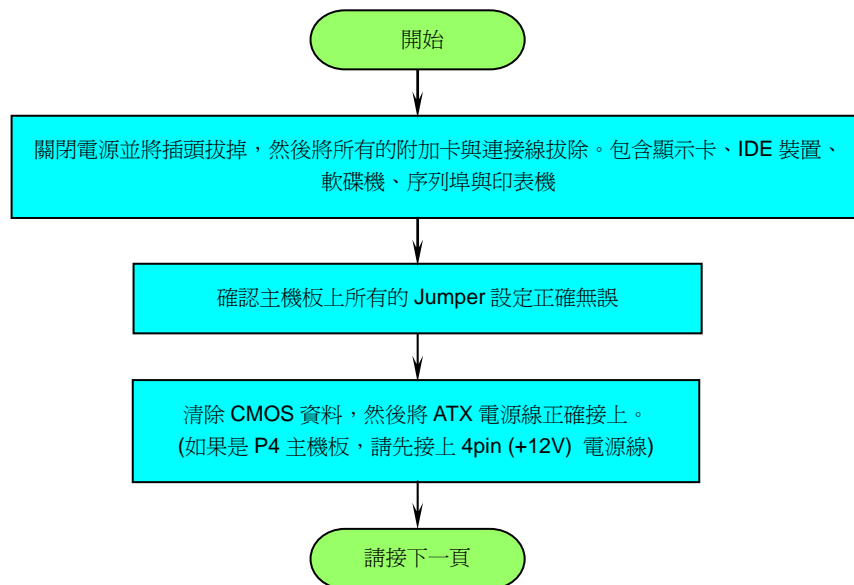 開始
關閉電源並將插頭拔掉，然後將所有的附加卡與連接線拔除。包含顯示卡、IDE 裝置、
軟碟機、序列埠與印表機
確認主機板上所有的 Jumper 設定正確無誤
清除 CMOS 資料，然後將 ATX 電源線正確接上。
(如果是 P4 主機板，請先接上 4pin (+12V) 電源線)
請接下一頁